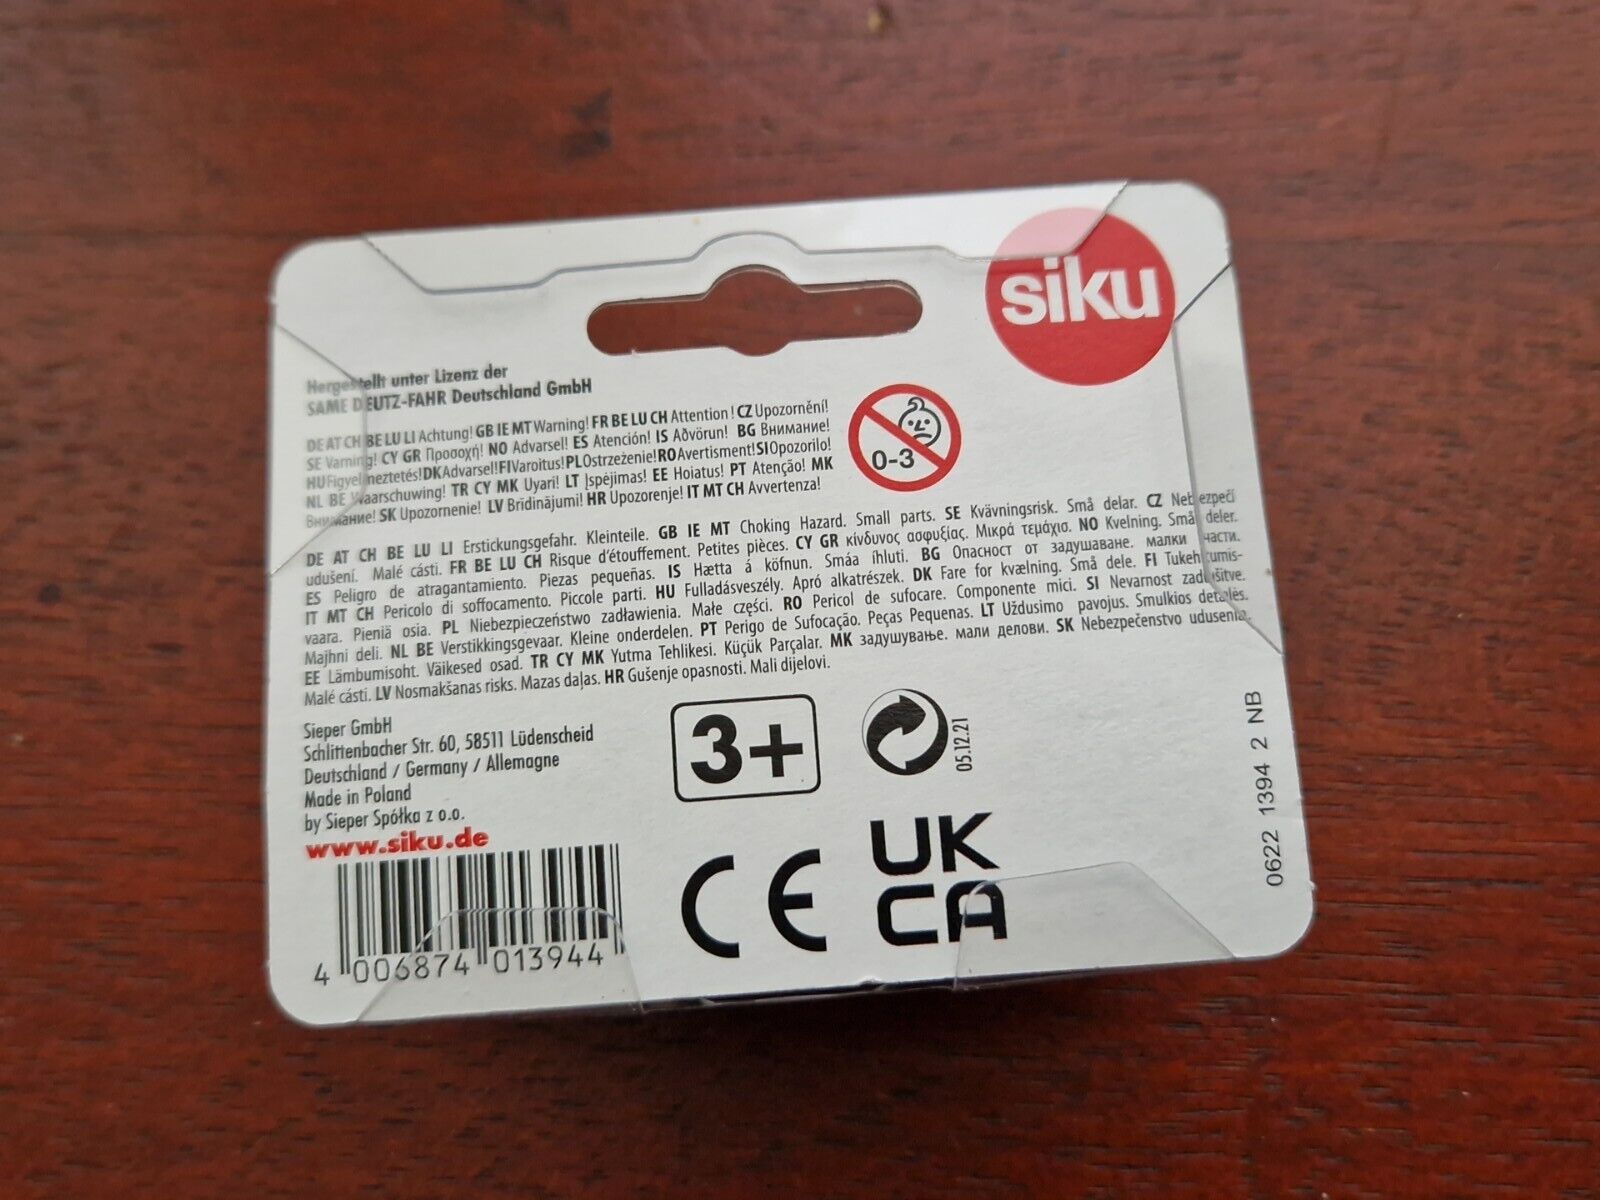 siku
Hergestellt unter Lizenz der
SAME DEUTZ-FAHR Deutschland GmbH
DE AT CH BE LU LI Achtung! GB IE MT Warning! FR BE LU CH Attention! CZ Upozornění!
SE Varning! CY GR Προσοχή! NO Advarsel! ES Atención! IS Aðvörun! BG Внимание!
HU Figyelmeztetés! DK Advarsel! FI Varoitus! PL Ostrzeżenie! RO Avertisment! SI Opozorilo!
NL BE Waarschuwing! TR CY MK Uyari! LT Įspėjimas! EE Hoiatus! PT Atenção! MK
Внимание! SK Upozornenie! LV Brīdinājumi! HR Upozorenje! IT MT CH Avvertenza!
0-3
DE AT CH BE LU LI Erstickungsgefahr. Kleinteile. GB IE MT Choking Hazard. Small parts. SE Kvävningsrisk. Små delar. CZ Nebezpečí
udušení. Malé cásti. FR BE LU CH Risque d'étouffement. Petites pièces. CY GR κίνδυνος ασφυξίας. Μικρά τεμάχια. NO Kvelning. Små deler.
ES Peligro de atragantamiento. Piezas pequeñas. IS Hætta á köfnun. Smáa íhluti. BG Опасност от задушаване. малки части.
IT MT CH Pericolo di soffocamento. Piccole parti. HU Fulladásveszély. Apró alkatrészek. DK Fare for kvælning. Små dele. FI Tukehtumis-
vaara. Pieniä osia. PL Niebezpieczeństwo zadławienia. Małe części. RO Pericol de sufocare. Componente mici. SI Nevarnost zadušitve.
Majhni deli. NL BE Verstikkingsgevaar. Kleine onderdelen. PT Perigo de Sufocação. Peças Pequenas. LT Uždusimo pavojus. Smulkios detalės.
EE Lämbumisoht. Väikesed osad. TR CY MK Yutma Tehlikesi. Küçük Parçalar. MK задушување. мали делови. SK Nebezpečenstvo udusenia.
Malé cásti. LV Nosmakšanas risks. Mazas daļas. HR Gušenje opasnosti. Mali dijelovi.
Sieper GmbH
Schlittenbacher Str. 60, 58511 Lüdenscheid
Deutschland / Germany / Allemagne
Made in Poland
by Sieper Spółka z o.o.
www.siku.de
4 006874 013944
3+
05.12.21
CE
UK
CA
0622 1394 2 NB